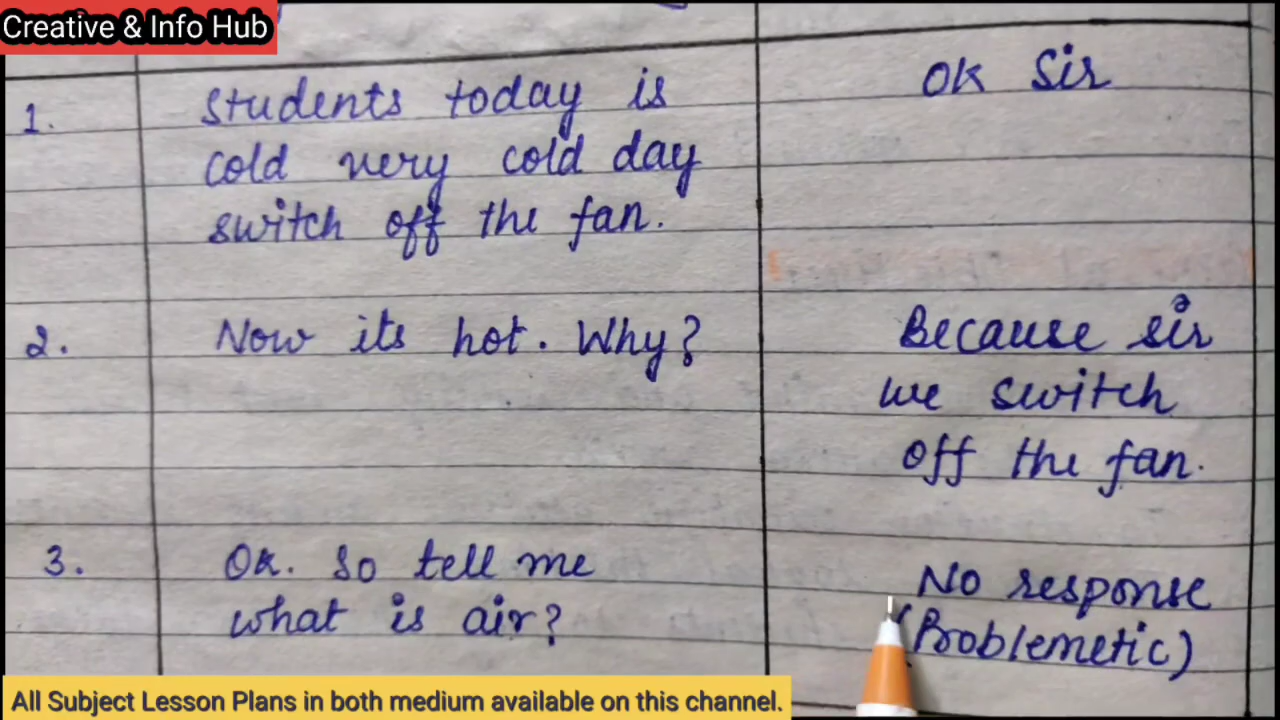 Creative & Info Hub
1. Students today is OK Sir
cold very cold day
switch off the fan.
2. Now its hot. Why? Because sir
we switch
off the fan.
3. Ok. So tell me No response
what is air? (Problemetic)
All Subject Lesson Plans in both medium available on this channel.